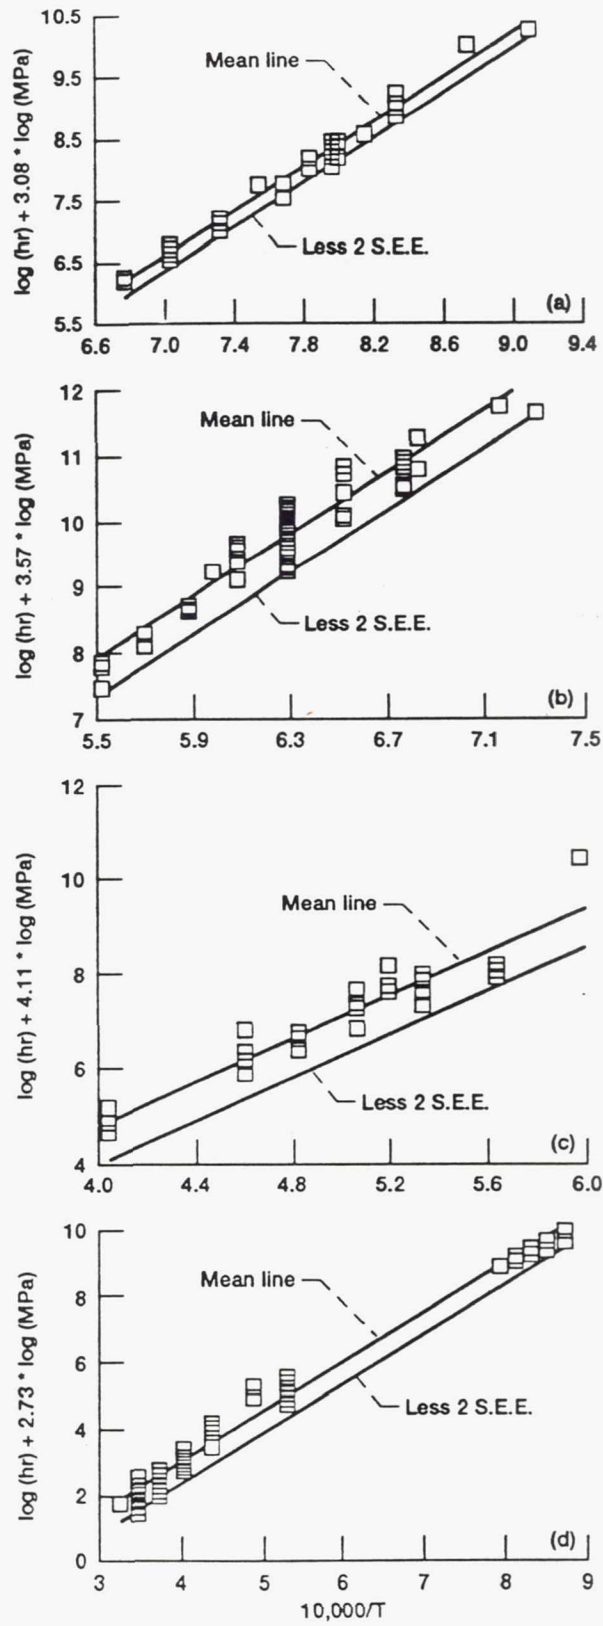 log (hr) + 3.08 * log (MPa)
10.5
9.5
8.5
7.5
6.5
5.5
Mean line
Less 2 S.E.E.
(a)
6.6 7.0 7.4 7.8 8.2 8.6 9.0 9.4
log (hr) + 3.57 * log (MPa)
12
11
10
9
8
7
Mean line
Less 2 S.E.E.
(b)
5.5 5.9 6.3 6.7 7.1 7.5
log (hr) + 4.11 * log (MPa)
12
10
8
6
4
Mean line
Less 2 S.E.E.
(c)
4.0 4.4 4.8 5.2 5.6 6.0
log (hr) + 2.73 * log (MPa)
10
8
6
4
2
0
Mean line
Less 2 S.E.E.
(d)
3 4 5 6 7 8 9
10,000/T